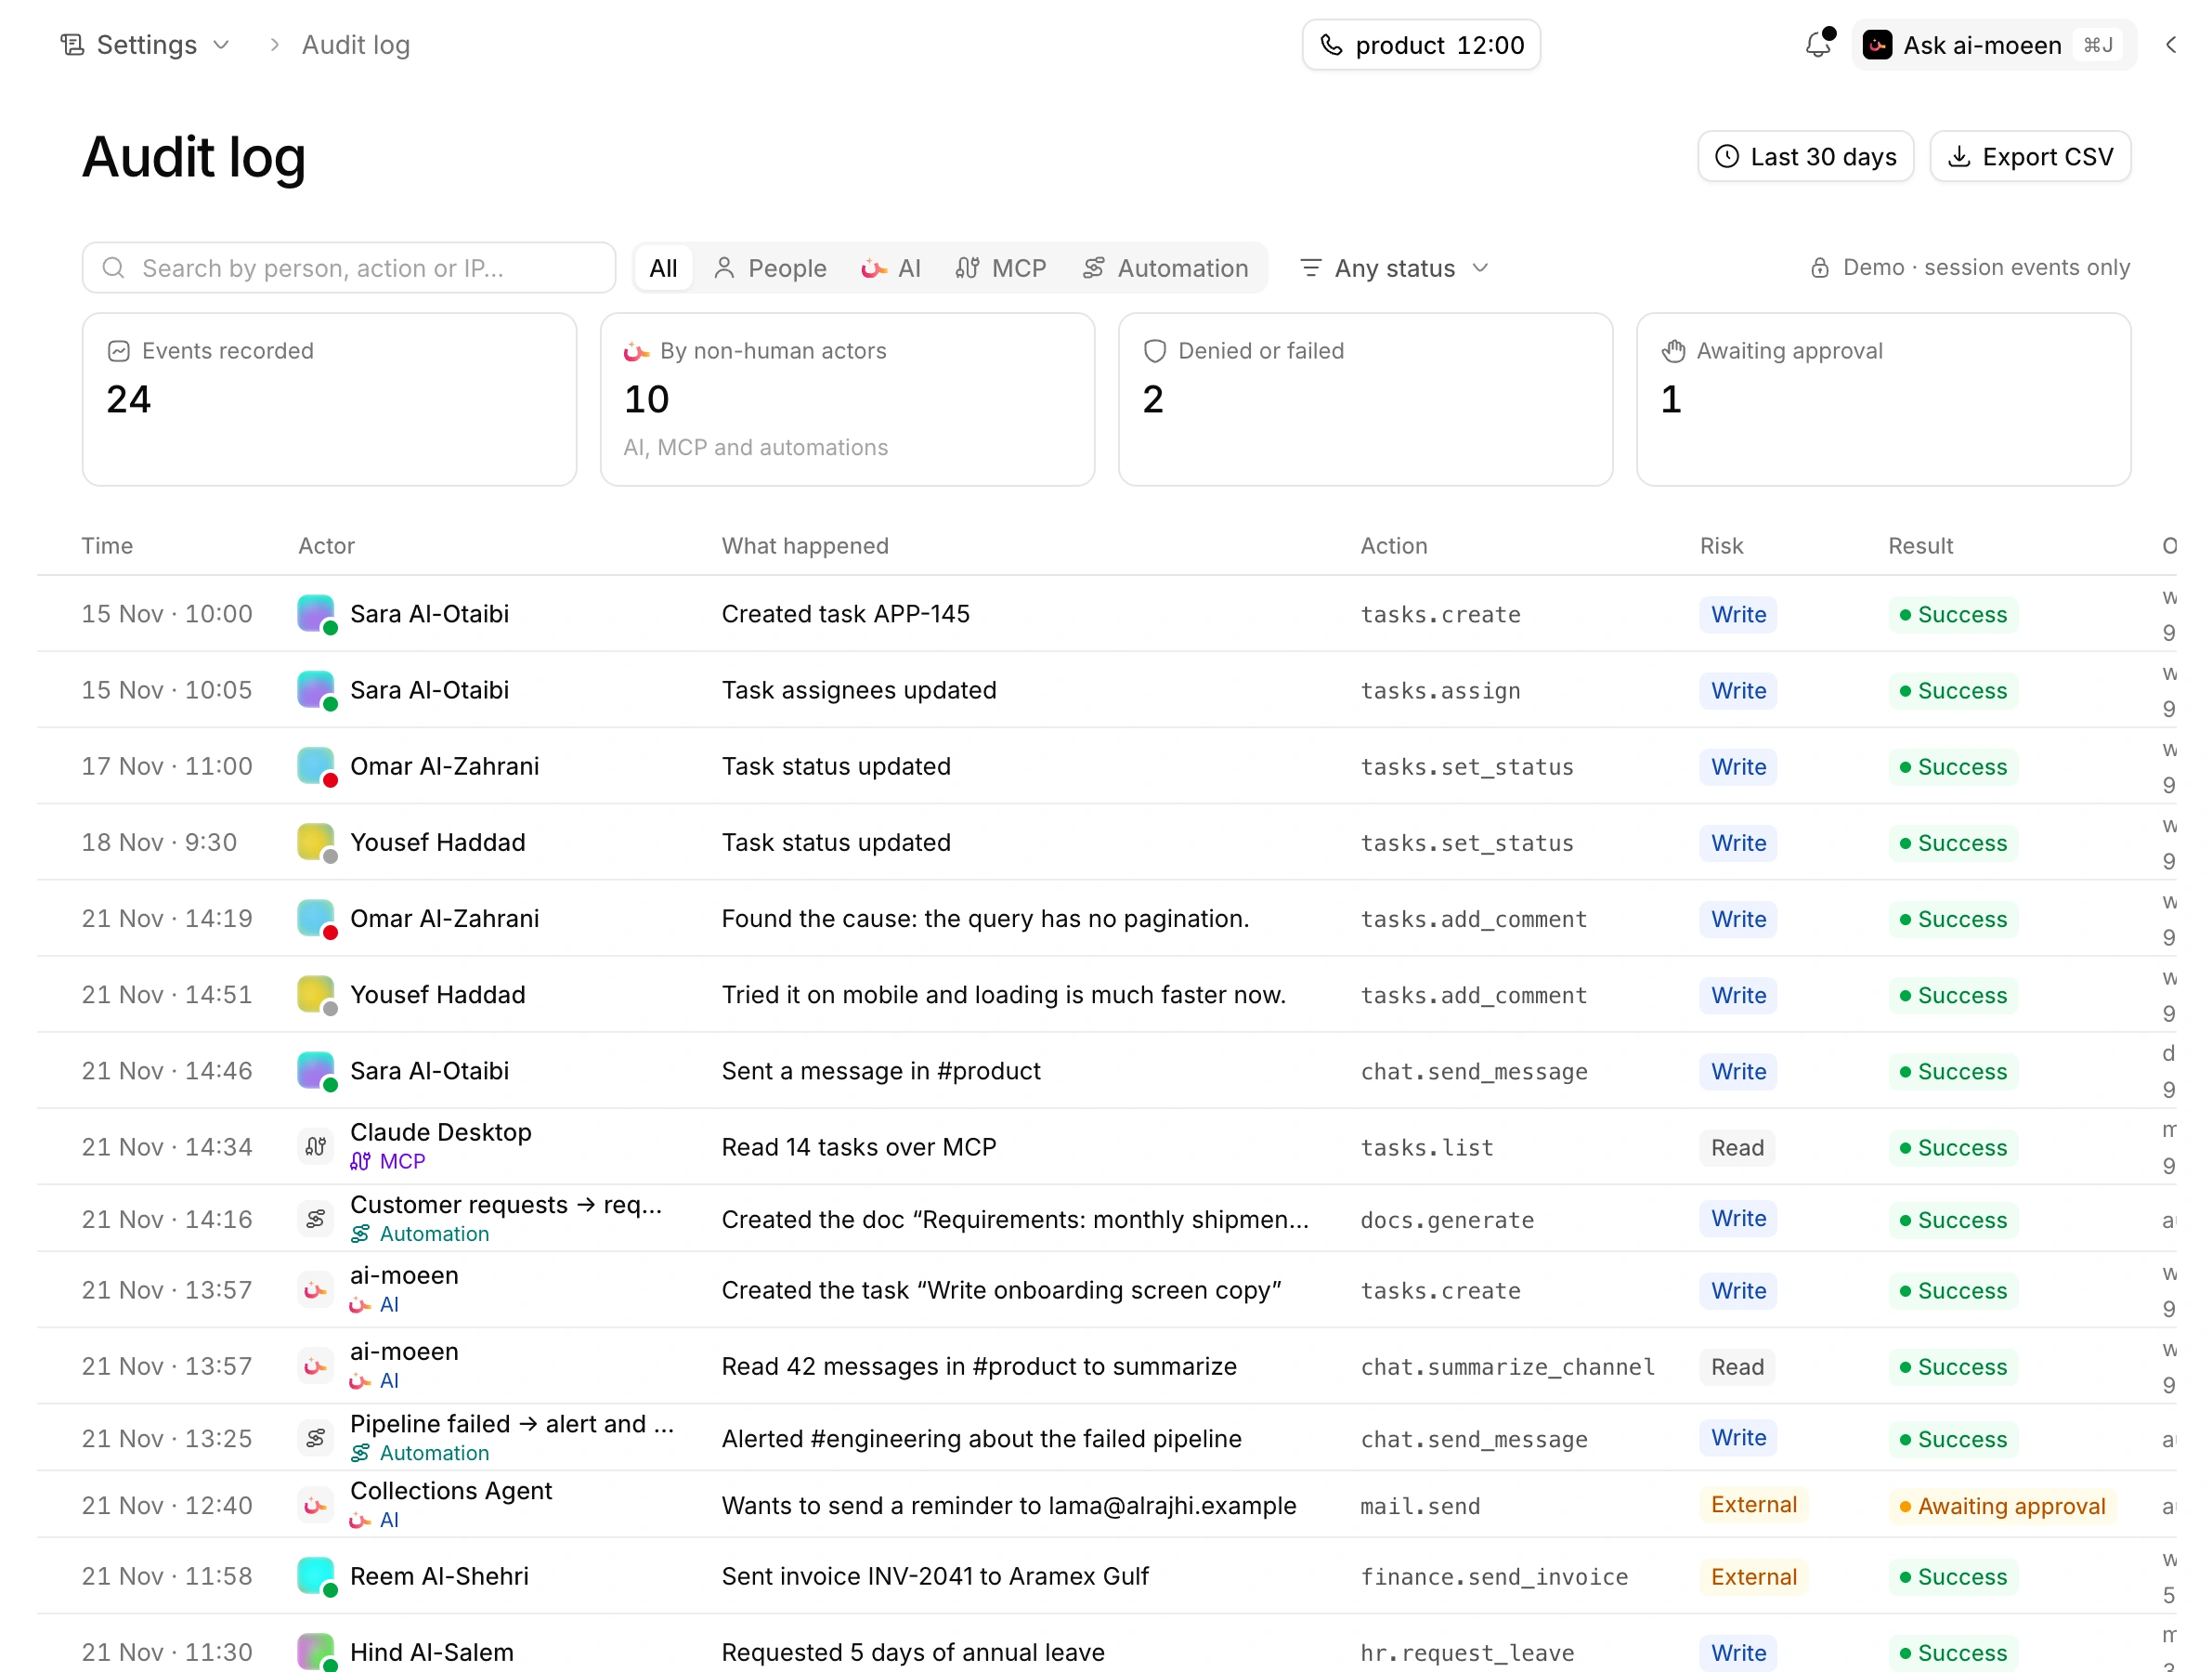 Settings
Audit log
product 12:00
Ask ai-moeen ⌘J
Audit log
Last 30 days
Export CSV
Search by person, action or IP...
All
People
AI
MCP
Automation
Any status
Demo · session events only
Events recorded
24
By non-human actors
10
AI, MCP and automations
Denied or failed
2
Awaiting approval
1
Time Actor What happened Action Risk Result
15 Nov · 10:00 Sara Al-Otaibi Created task APP-145 tasks.create Write Success
15 Nov · 10:05 Sara Al-Otaibi Task assignees updated tasks.assign Write Success
17 Nov · 11:00 Omar Al-Zahrani Task status updated tasks.set_status Write Success
18 Nov · 9:30 Yousef Haddad Task status updated tasks.set_status Write Success
21 Nov · 14:19 Omar Al-Zahrani Found the cause: the query has no pagination. tasks.add_comment Write Success
21 Nov · 14:51 Yousef Haddad Tried it on mobile and loading is much faster now. tasks.add_comment Write Success
21 Nov · 14:46 Sara Al-Otaibi Sent a message in #product chat.send_message Write Success
21 Nov · 14:34 Claude Desktop Read 14 tasks over MCP tasks.list Read Success
MCP
21 Nov · 14:16 Customer requests → req... Created the doc “Requirements: monthly shipmen... docs.generate Write Success
Automation
21 Nov · 13:57 ai-moeen Created the task “Write onboarding screen copy” tasks.create Write Success
AI
21 Nov · 13:57 ai-moeen Read 42 messages in #product to summarize chat.summarize_channel Read Success
AI
21 Nov · 13:25 Pipeline failed → alert and ... Alerted #engineering about the failed pipeline chat.send_message Write Success
Automation
21 Nov · 12:40 Collections Agent Wants to send a reminder to lama@alrajhi.example mail.send External Awaiting approval
AI
21 Nov · 11:58 Reem Al-Shehri Sent invoice INV-2041 to Aramex Gulf finance.send_invoice External Success
21 Nov · 11:30 Hind Al-Salem Requested 5 days of annual leave hr.request_leave Write Success